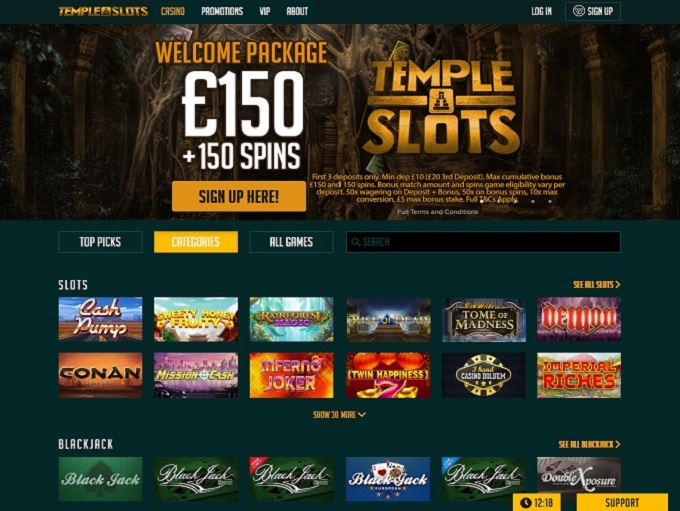 TEMPLE SLOTS CASINO PROMOTIONS VIP ABOUT LOG IN SIGN UP
WELCOME PACKAGE
£150
+150 SPINS
SIGN UP HERE!
TEMPLE
SLOTS
First 3 deposits only. Min dep £10 (£20 3rd Deposit). Max cumulative bonus
£150 and 150 spins. Bonus match amount and spins game eligibility vary per
deposit. 50x wagering on Deposit + Bonus, 50x on bonus spins, 10x max
conversion, £5 max bonus stake. Full T&Cs Apply.
Full Terms and Conditions
TOP PICKS CATEGORIES ALL GAMES SEARCH
SLOTS SEE ALL SLOTS
Cash Pump
SWEETY HONEY FRUITY
RAINFOREST MAGIC
RISE OF DEAD
Rich Wilde TOME OF MADNESS
DEMON
CONAN
MISSION CASH
INFERNO JOKER
TWIN HAPPINESS
3 hand CASINO HOLD'EM
IMPERIAL RICHES
SHOW 30 MORE
BLACKJACK SEE ALL BLACKJACK
Black Jack
Black Jack
Black Jack
Black Jack EUROPEAN
Black Jack
Double Xposure
12:18 SUPPORT